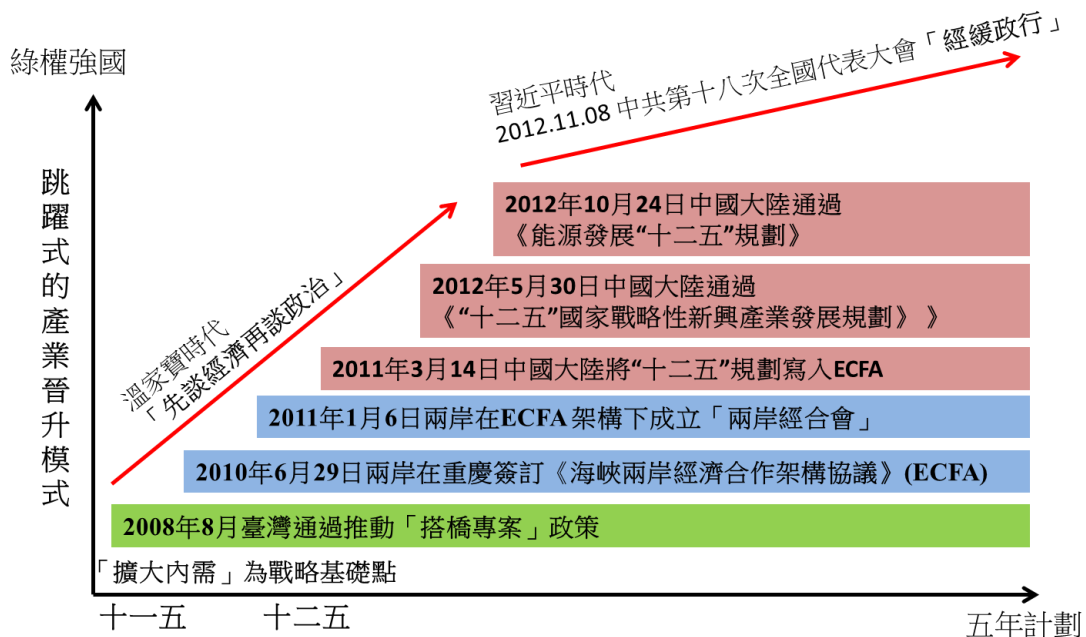 綠權強國
跳躍式的產業晉升模式
習近平時代
2012.11.08 中共第十八次全國代表大會「經緩政行」
溫家寶時代
「先談經濟再談政治」
2012年10月24日中國大陸通過
《能源發展“十二五”規劃》
2012年5月30日中國大陸通過
《“十二五”國家戰略性新興產業發展規劃》 》
2011年3月14日中國大陸將“十二五”規劃寫入ECFA
2011年1月6日兩岸在ECFA 架構下成立「兩岸經合會」
2010年6月29日兩岸在重慶簽訂《海峽兩岸經濟合作架構協議》(ECFA)
2008年8月臺灣通過推動「搭橋專案」政策
「擴大內需」為戰略基礎點
十一五 十二五
五年計劃